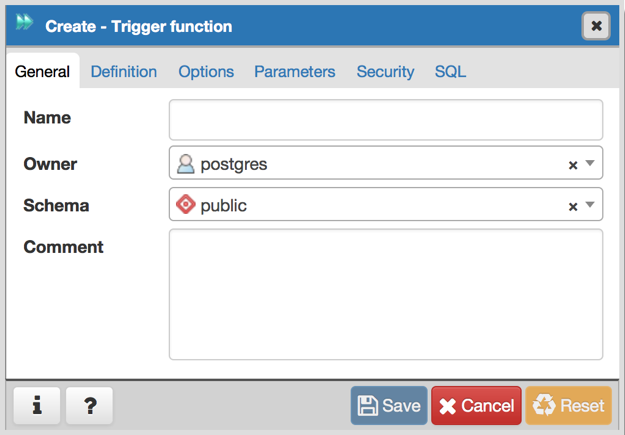 Create - Trigger function
General Definition Options Parameters Security SQL
Name
Owner postgres
Schema public
Comment
i ? Save Cancel Reset